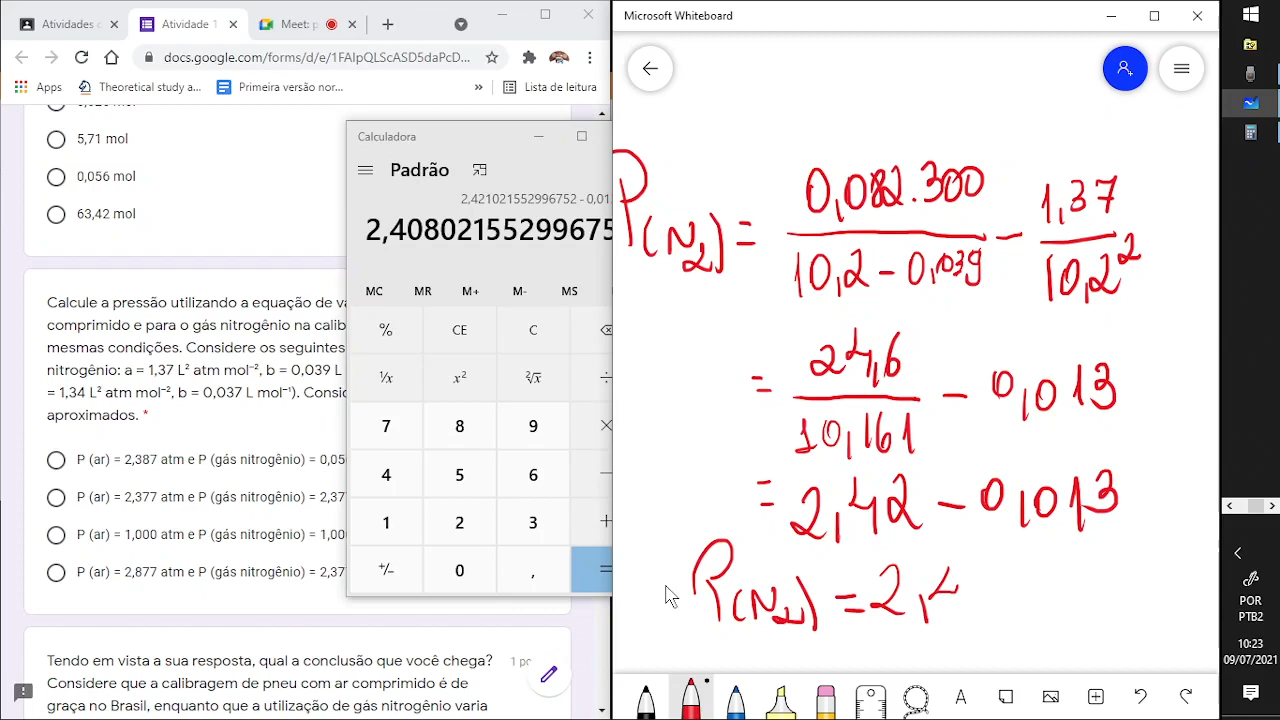 Atividades c
Atividade 1
Meet: p
Microsoft Whiteboard
docs.google.com/forms/d/e/1FAIpQLScASD5daPcD...
Apps
Theoretical study a...
Primeira versão nor...
»
Lista de leitura
5,71 mol
0,056 mol
63,42 mol
Calcule a pressão utilizando a equação de va
comprimido e para o gás nitrogênio na calib
mesmas condições. Considere os seguintes
nitrogênio a = 1,37 L² atm mol⁻², b = 0,039 L
= 1,34 L² atm mol⁻², b = 0,037 L mol⁻¹). Consid
aproximados. *
P (ar) = 2,387 atm e P (gás nitrogênio) = 0,05
P (ar) = 2,377 atm e P (gás nitrogênio) = 2,37
P (ar) = 1,000 atm e P (gás nitrogênio) = 1,00
P (ar) = 2,877 atm e P (gás nitrogênio) = 2,37
Tendo em vista a sua resposta, qual a conclusão que você chega?
1 po
Considere que a calibragem de pneu com ar comprimido é de
graça no Brasil, enquanto que a utilização de gás nitrogênio varia
Calculadora
Padrão
2,421021552996752 - 0,01
2,408021552996752
MC MR M+ M- MS
% CE C
¹/x x² ²√x ÷
7 8 9 ×
4 5 6 −
1 2 3 +
+/- 0 , =
P(N₂) = 0,082.300 / 10,2 - 0,039 - 1,37 / 10,2²
= 24,6 / 10,161 - 0,013
= 2,42 - 0,013
P(N₂) = 2,4
POR
PTB2
10:23
09/07/2021